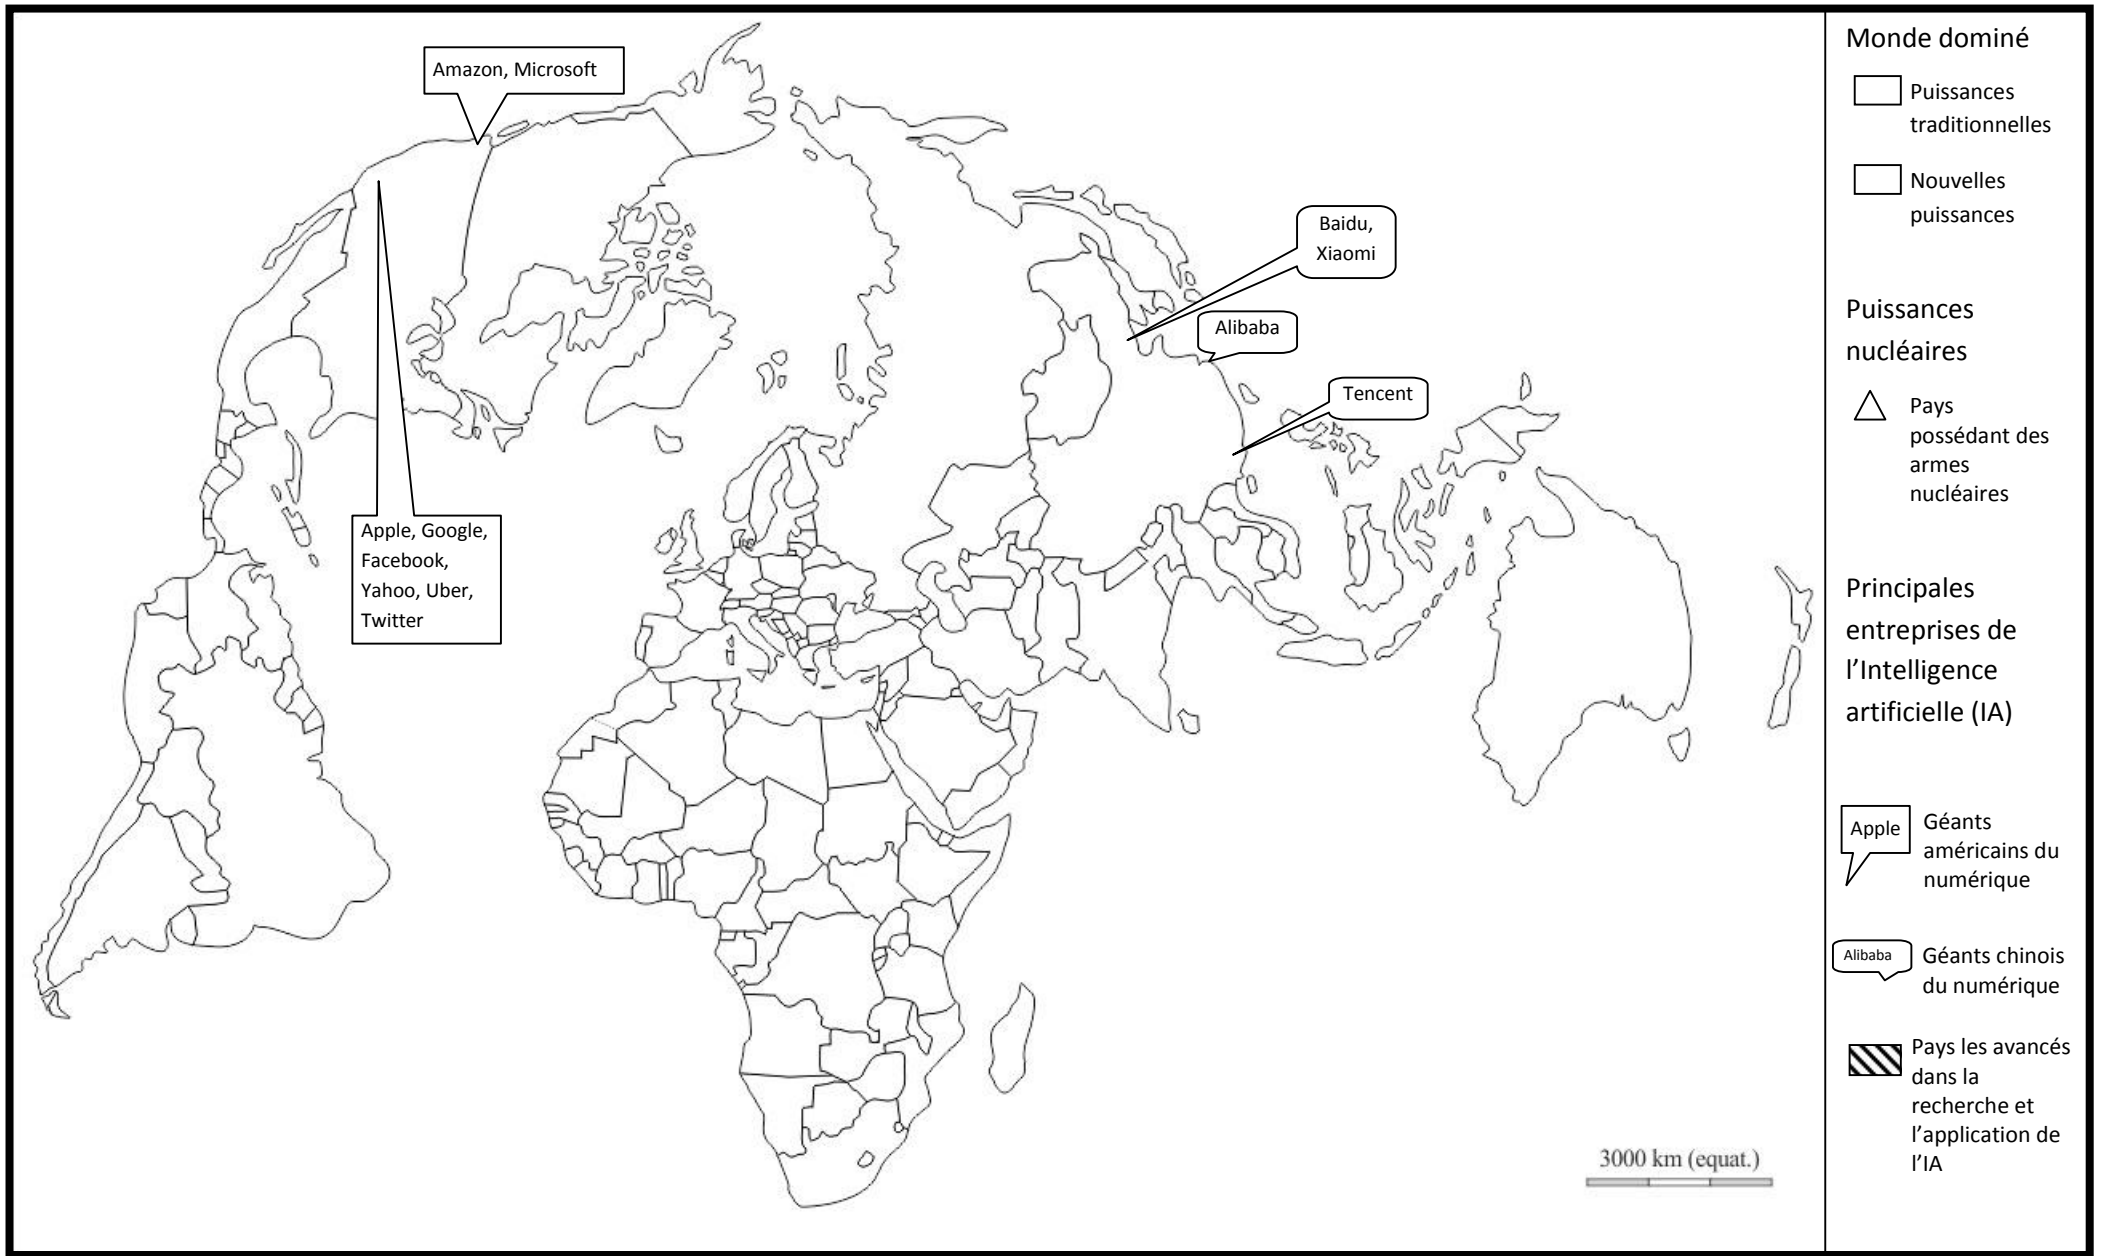 Amazon, Microsoft
Baidu,
Xiaomi
Alibaba
Tencent
Apple, Google,
Facebook,
Yahoo, Uber,
Twitter
3000 km (equat.)
Monde dominé
Puissances
traditionnelles
Nouvelles
puissances
Puissances
nucléaires
Pays
possédant des
armes
nucléaires
Principales
entreprises de
l’Intelligence
artificielle (IA)
Apple
Géants
américains du
numérique
Alibaba
Géants chinois
du numérique
Pays les avancés
dans la
recherche et
l’application de
l’IA